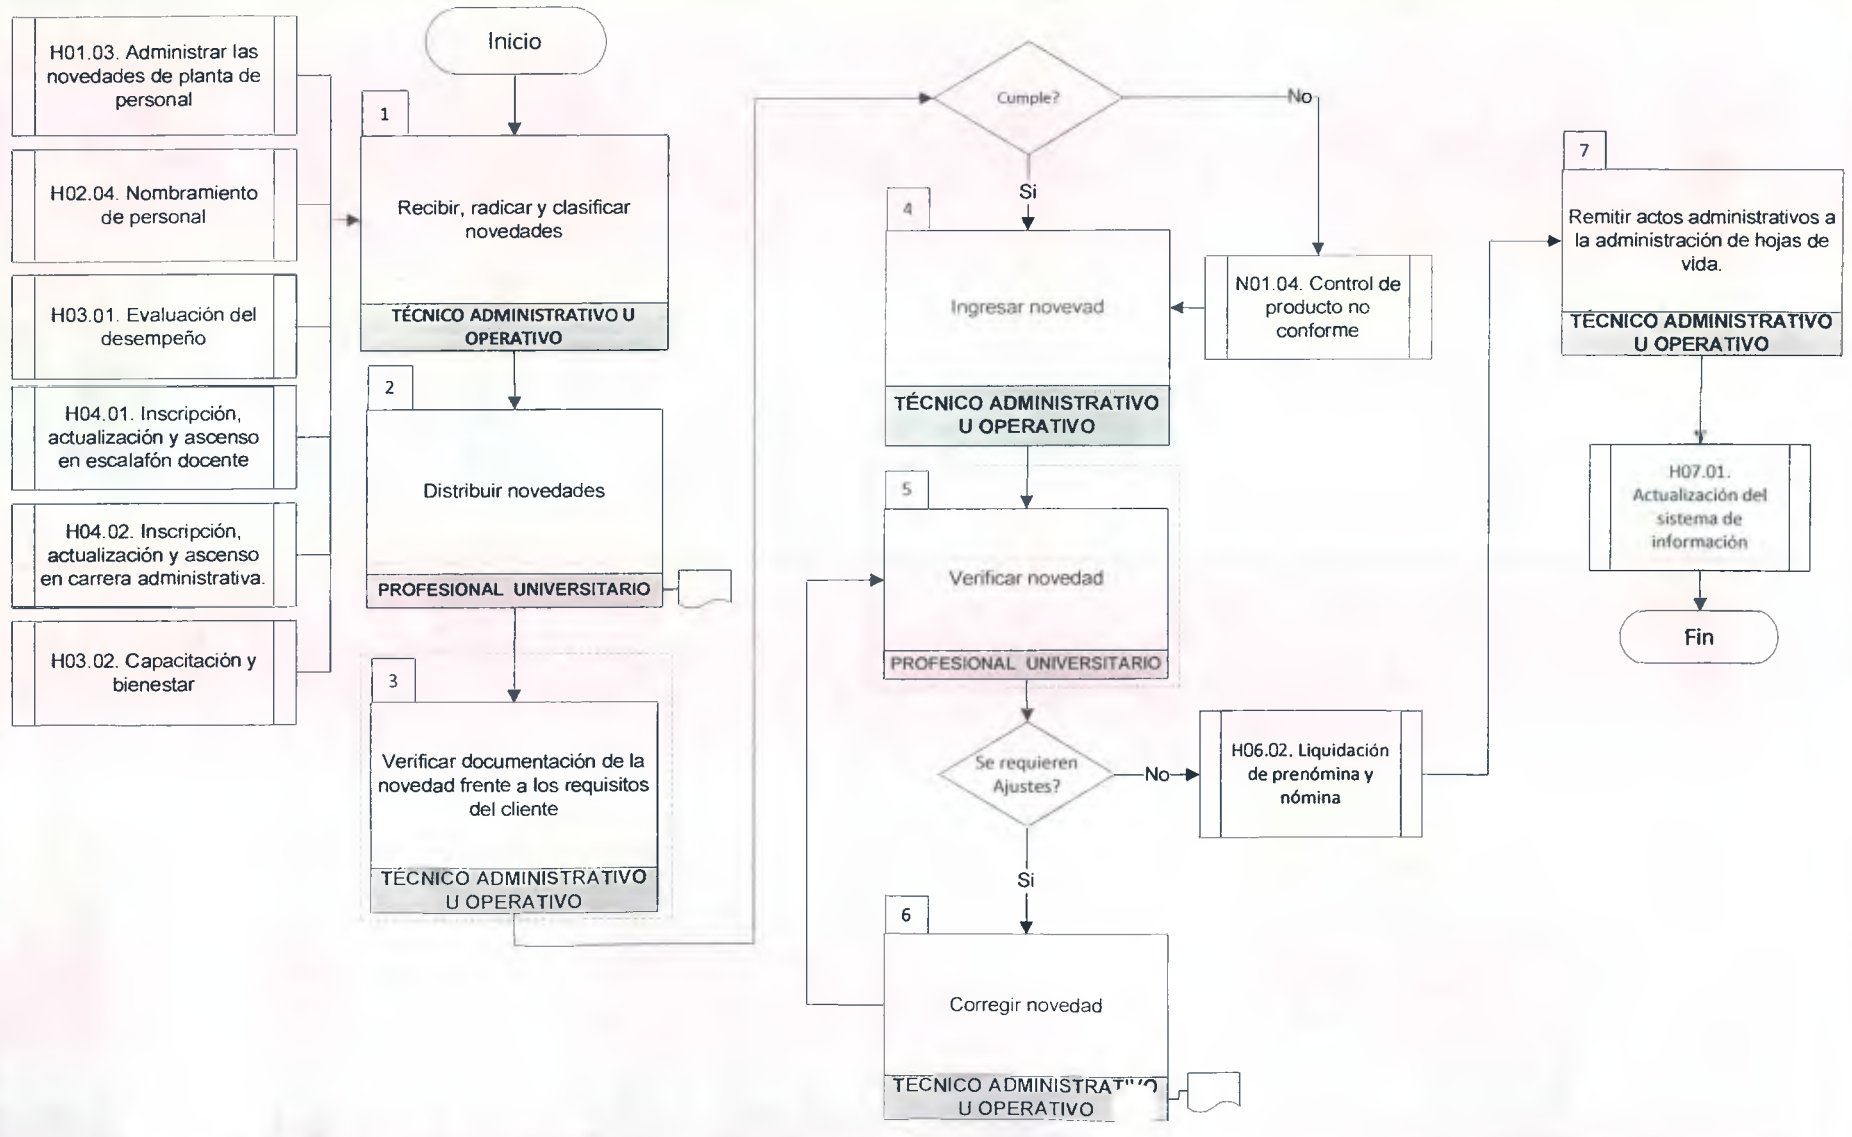 H01.03. Administrar las
novedades de planta de
personal
H02.04. Nombramiento
de personal
H03.01. Evaluación del
desempeño
H04.01. Inscripción,
actualización y ascenso
en escalafón docente
H04.02. Inscripción,
actualización y ascenso
en carrera administrativa.
H03.02. Capacitación y
bienestar
Inicio
1
Recibir, radicar y clasificar
novedades
TÉCNICO ADMINISTRATIVO U
OPERATIVO
2
Distribuir novedades
PROFESIONAL UNIVERSITARIO
3
Verificar documentación de la
novedad frente a los requisitos
del cliente
TÉCNICO ADMINISTRATIVO
U OPERATIVO
Cumple?
No
Si
4
Ingresar novevad
TÉCNICO ADMINISTRATIVO
U OPERATIVO
N01.04. Control de
producto no
conforme
5
Verificar novedad
PROFESIONAL UNIVERSITARIO
Se requieren
Ajustes?
No
H06.02. Liquidación
de prenómina y
nómina
Si
6
Corregir novedad
TÉCNICO ADMINISTRATIVO
U OPERATIVO
7
Remitir actos administrativos a
la administración de hojas de
vida.
TÉCNICO ADMINISTRATIVO
U OPERATIVO
H07.01.
Actualización del
sistema de
información
Fin